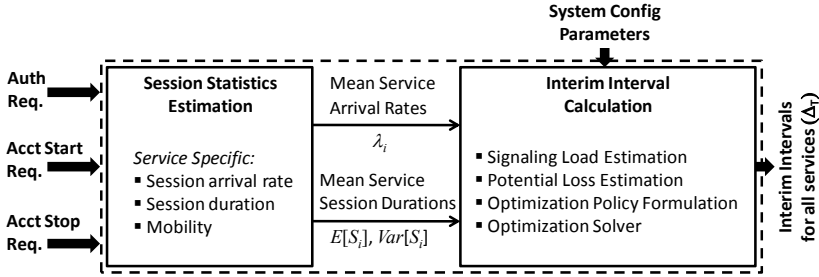 System Config
Parameters
Auth
Req.
Acct Start
Req.
Acct Stop
Req.
Session Statistics
Estimation
Service Specific:
▪ Session arrival rate
▪ Session duration
▪ Mobility
Mean Service
Arrival Rates
λi
Mean Service
Session Durations
E[Si], Var[Si]
Interim Interval
Calculation
▪ Signaling Load Estimation
▪ Potential Loss Estimation
▪ Optimization Policy Formulation
▪ Optimization Solver
Interim Intervals
for all services (ΔT)